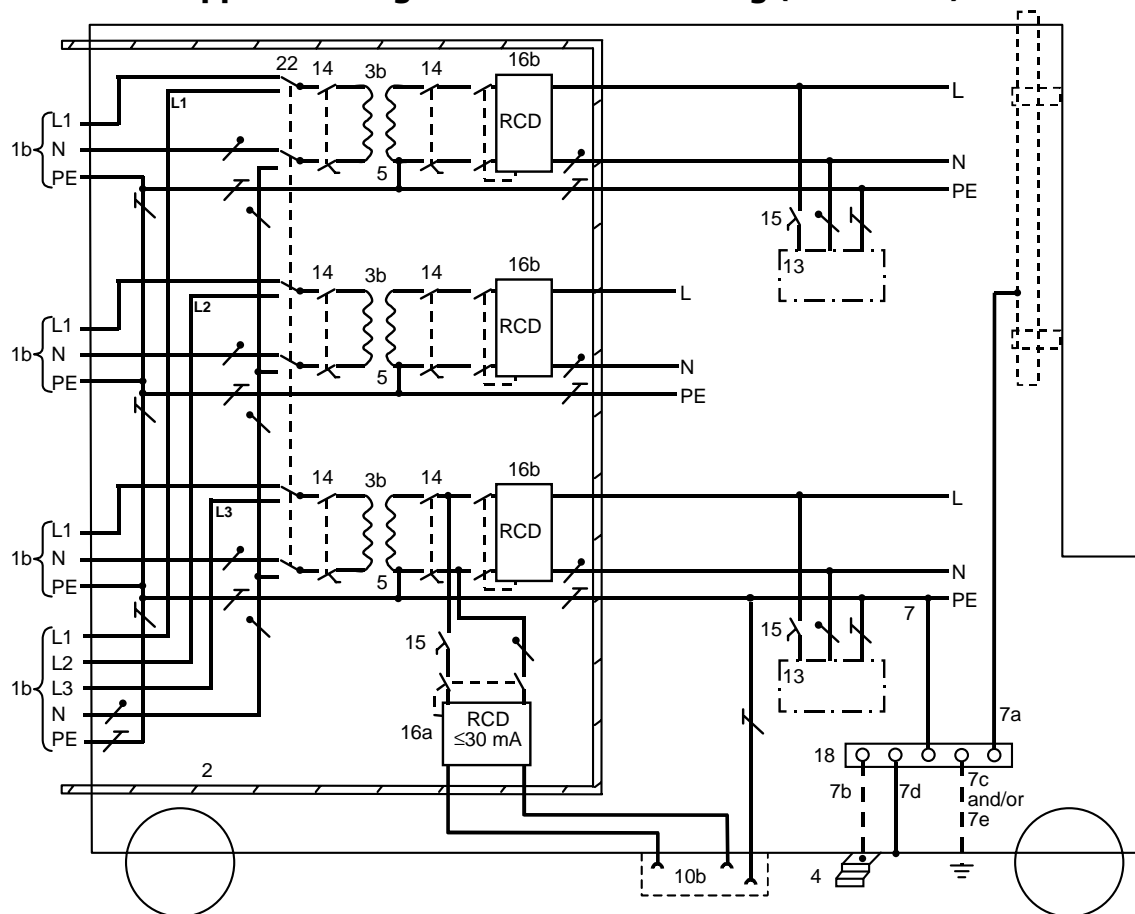 22 14 3b 14 16b
L1
RCD
L
1b L1
N
PE
5
N
PE
15
13
14 3b 14 16b
L2
RCD
L
1b L1
N
PE
5
N
PE
14 3b 14 16b
L3
RCD
L
1b L1
N
PE
5
N
PE
7
1b L1
L2
L3
N
PE
15
16a
RCD
≤30 mA
15
13
7a
18
2
7b
7d
7c
and/or
7e
10b
4